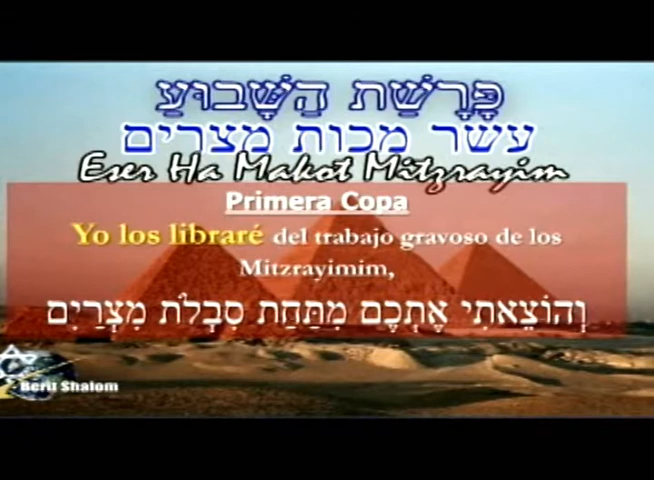 פָּרָשַׁת הַשָּׁבוּעַ
עשר מכות מצרים
Eser Ha Makot Mitzrayim
Primera Copa
Yo los libraré del trabajo gravoso de los
Mitzrayimim,
וְהוֹצֵאתִי אֶתְכֶם מִתַּחַת סִבְלֹת מִצְרַיִם
Berit Shalom